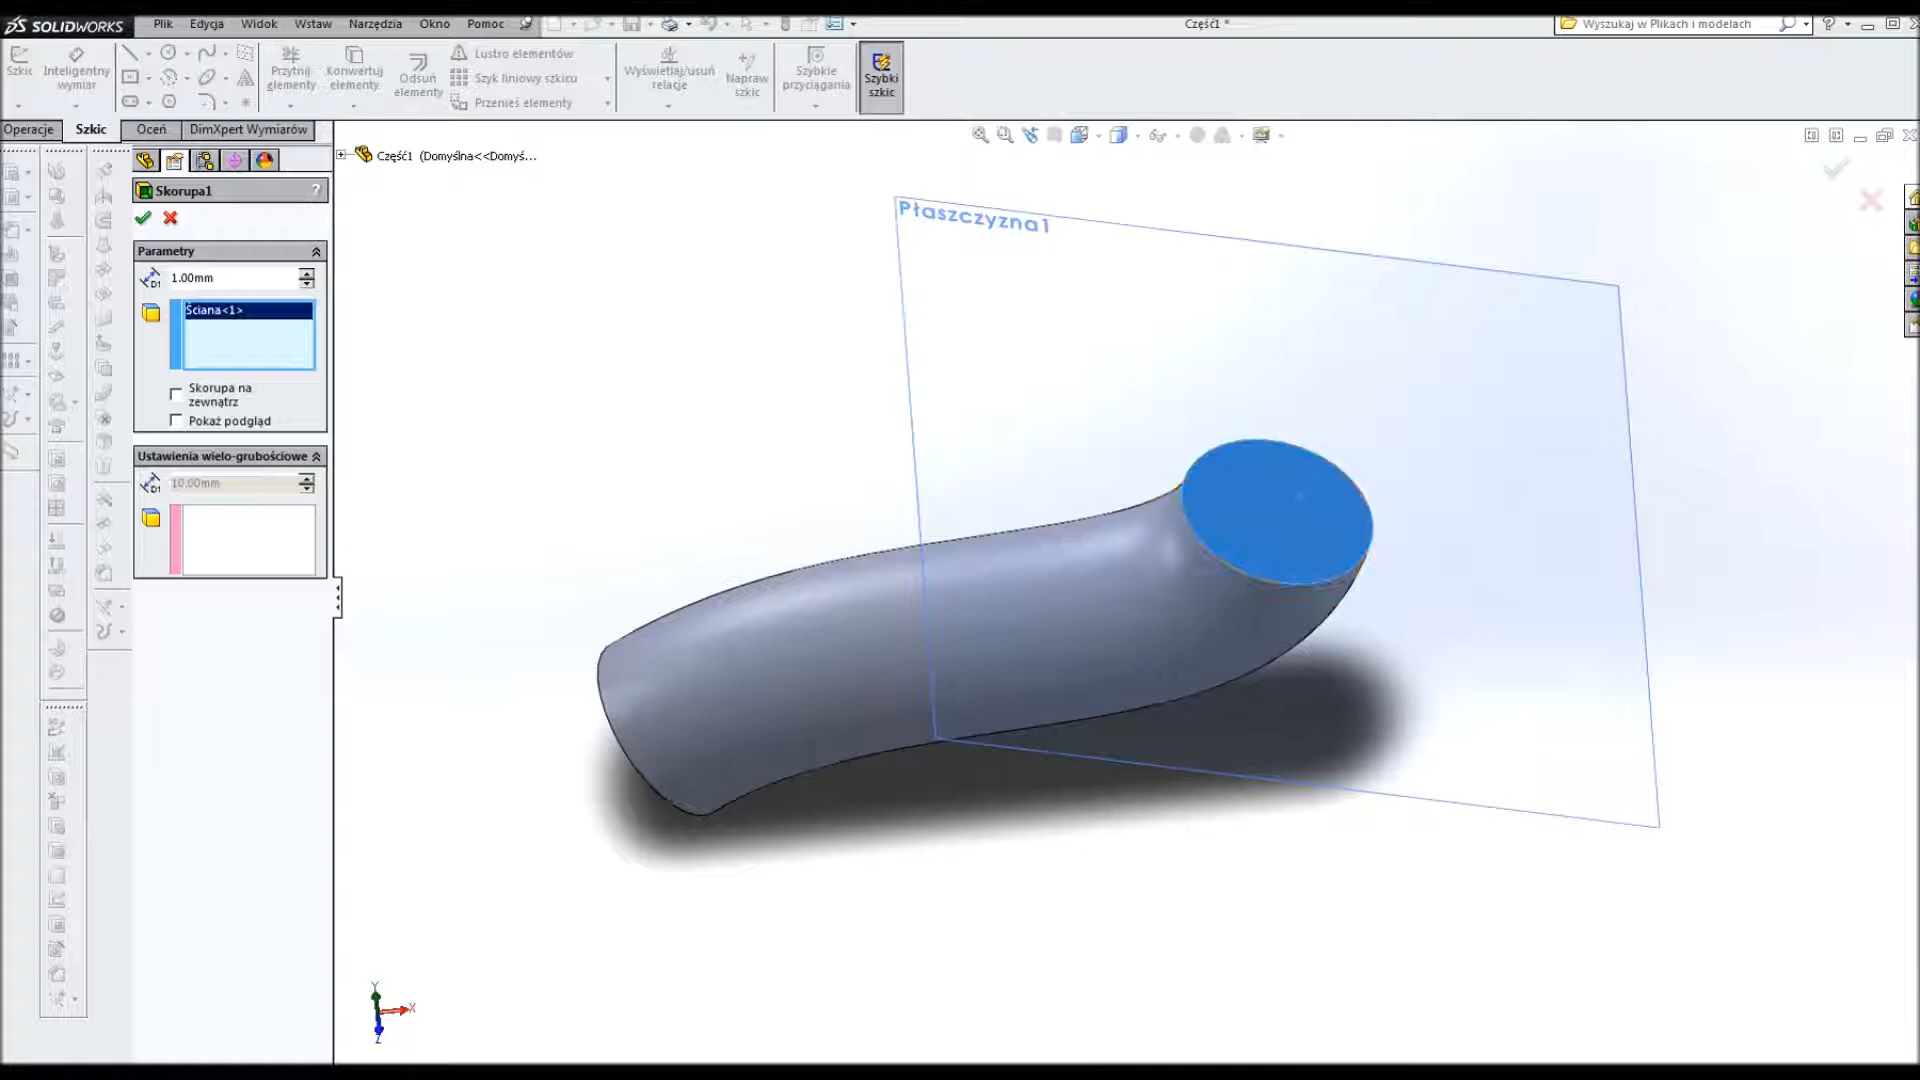 SOLIDWORKS
Plik Edycja Widok Wstaw Narzędzia Okno Pomoc
Część1 *
Wyszukaj w Plikach i modelach
Szkic
Inteligentny
wymiar
Przytnij
elementy
Konwertuj
elementy
Odsuń
elementy
Lustro elementów
Szyk liniowy szkicu
Przenieś elementy
Wyświetlaj/usuń
relacje
Napraw
szkic
Szybkie
przyciągania
Szybki
szkic
Operacje Szkic Oceń DimXpert Wymiarów
Część1 (Domyślna<<Domyś...
Skorupa1 ?
Parametry
D1 1.00mm
Ściana<1>
Skorupa na
zewnątrz
Pokaż podgląd
Ustawienia wielo-grubościowe
D1 10.00mm
Płaszczyzna1
Y
X
Z